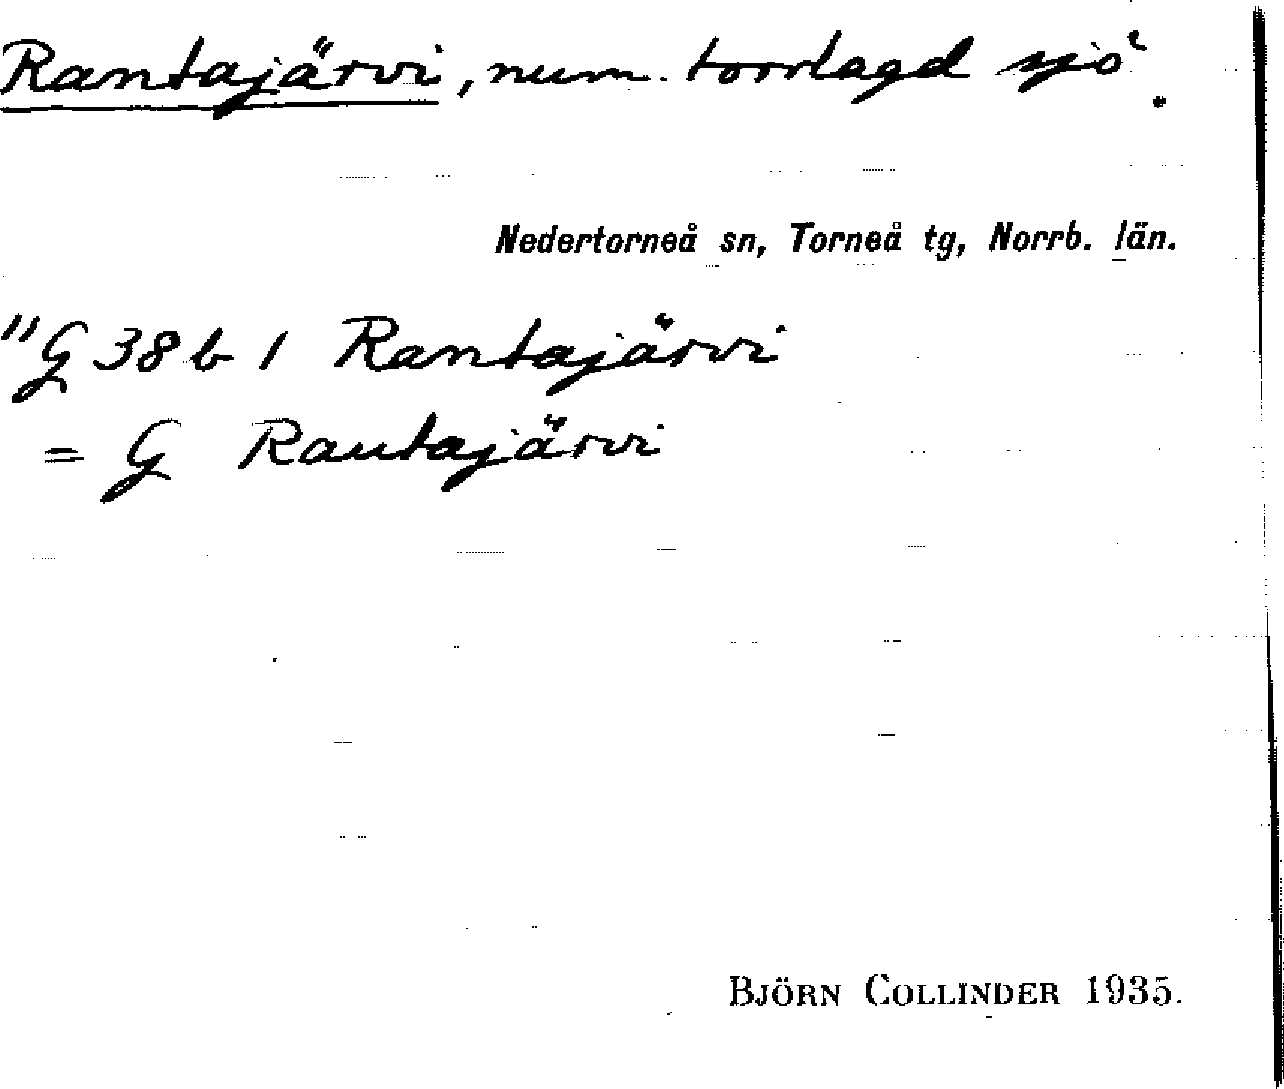 Rantajärvi, num. torrlagd sjö.
Nedertorneå sn, Torneå tg, Norrb. län.
"G 38 b 1 Rantajärvi
= G Rautajärvi
BJÖRN COLLINDER 1935.